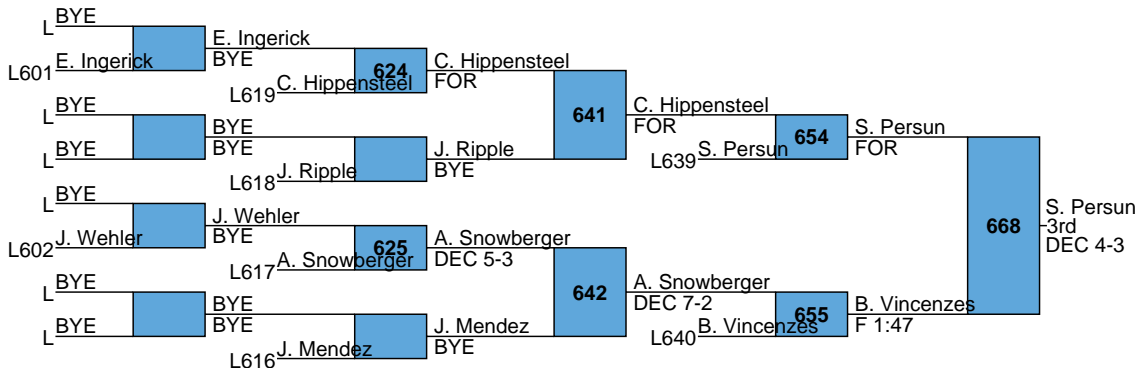 L BYE
L601 E. Ingerick
E. Ingerick
BYE
L619 C. Hippensteel
624
C. Hippensteel
FOR
L BYE
L BYE
BYE
BYE
L618 J. Ripple
J. Ripple
BYE
641
C. Hippensteel
FOR
L639 S. Persun
654
S. Persun
FOR
L BYE
L602 J. Wehler
J. Wehler
BYE
L617 A. Snowberger
625
A. Snowberger
DEC 5-3
L BYE
L BYE
BYE
BYE
L616 J. Mendez
J. Mendez
BYE
642
A. Snowberger
DEC 7-2
L640 B. Vincenzes
655
B. Vincenzes
F 1:47
668
S. Persun
3rd
DEC 4-3